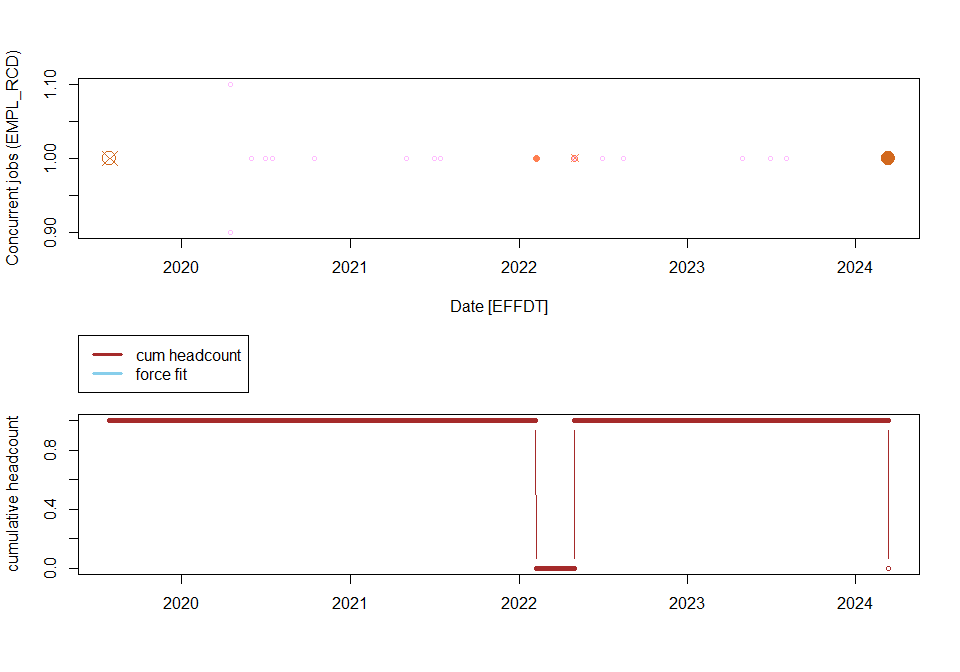 Concurrent jobs (EMPL_RCD)
1.10
1.00
0.90
2020 2021 2022 2023 2024
Date [EFFDT]
cum headcount
force fit
cumulative headcount
0.8
0.4
0.0
2020 2021 2022 2023 2024